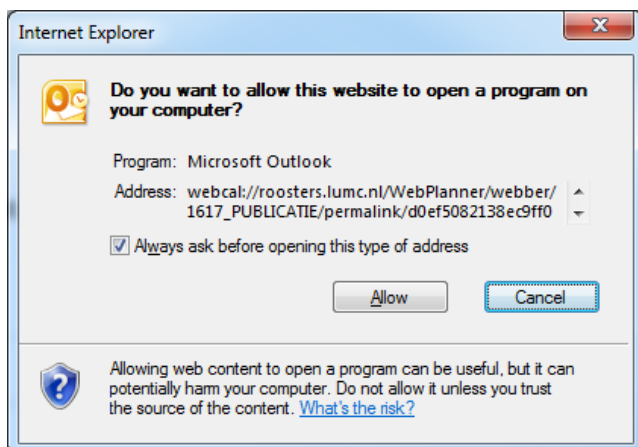 Internet Explorer
Do you want to allow this website to open a program on
your computer?
Program: Microsoft Outlook
Address: webcal://roosters.lumc.nl/WebPlanner/webber/
1617_PUBLICATIE/permalink/d0ef5082138ec9ff0
Always ask before opening this type of address
Allow Cancel
Allowing web content to open a program can be useful, but it can
potentially harm your computer. Do not allow it unless you trust
the source of the content. What's the risk?